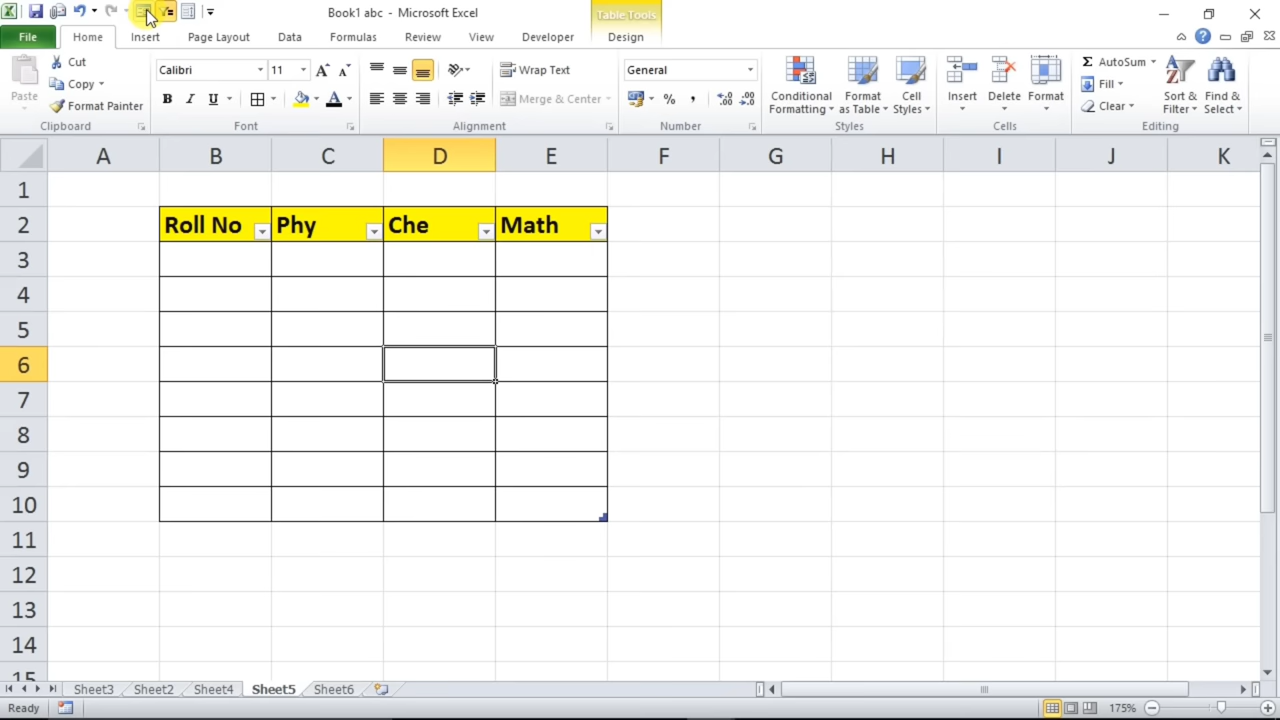 Book1 abc - Microsoft Excel
Table Tools
File Home Insert Page Layout Data Formulas Review View Developer Design
Paste
Cut
Copy
Format Painter
Clipboard
Calibri 11
B I U
Font
Wrap Text
Merge & Center
Alignment
General
%
Number
Conditional Formatting
Format as Table
Cell Styles
Styles
Insert
Delete
Format
Cells
AutoSum
Fill
Clear
Sort & Filter
Find & Select
Editing
A B C D E F G H I J K
1
2 Roll No Phy Che Math
3
4
5
6
7
8
9
10
11
12
13
14
15
Sheet3 Sheet2 Sheet4 Sheet5 Sheet6
Ready 175%